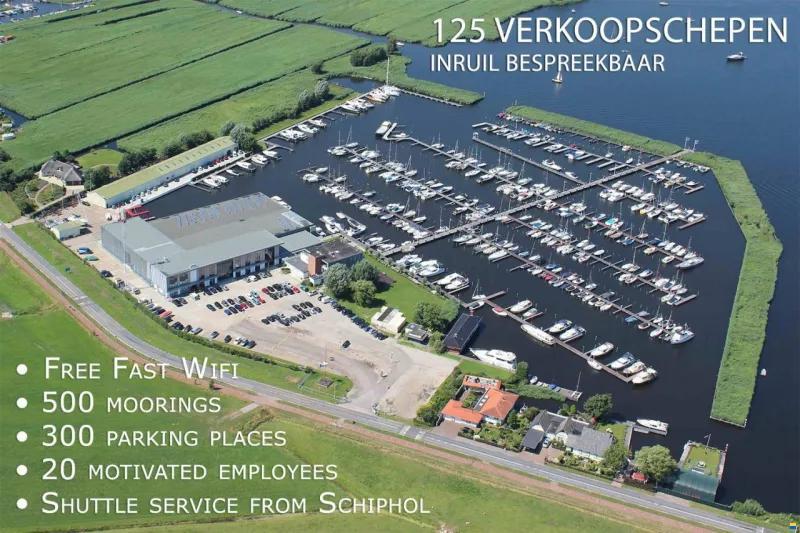 125 VERKOOPSCHEPEN
INRUIL BESPREEKBAAR
• FREE FAST WIFI
• 500 MOORINGS
• 300 PARKING PLACES
• 20 MOTIVATED EMPLOYEES
• SHUTTLE SERVICE FROM SCHIPHOL